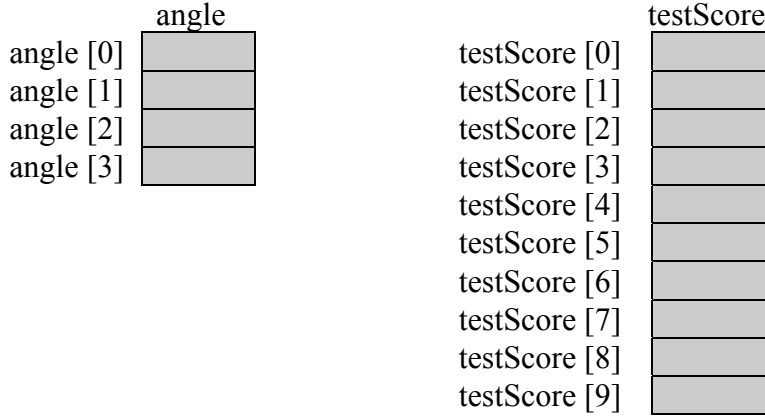 angle
angle [0]
angle [1]
angle [2]
angle [3]
testScore
testScore [0]
testScore [1]
testScore [2]
testScore [3]
testScore [4]
testScore [5]
testScore [6]
testScore [7]
testScore [8]
testScore [9]